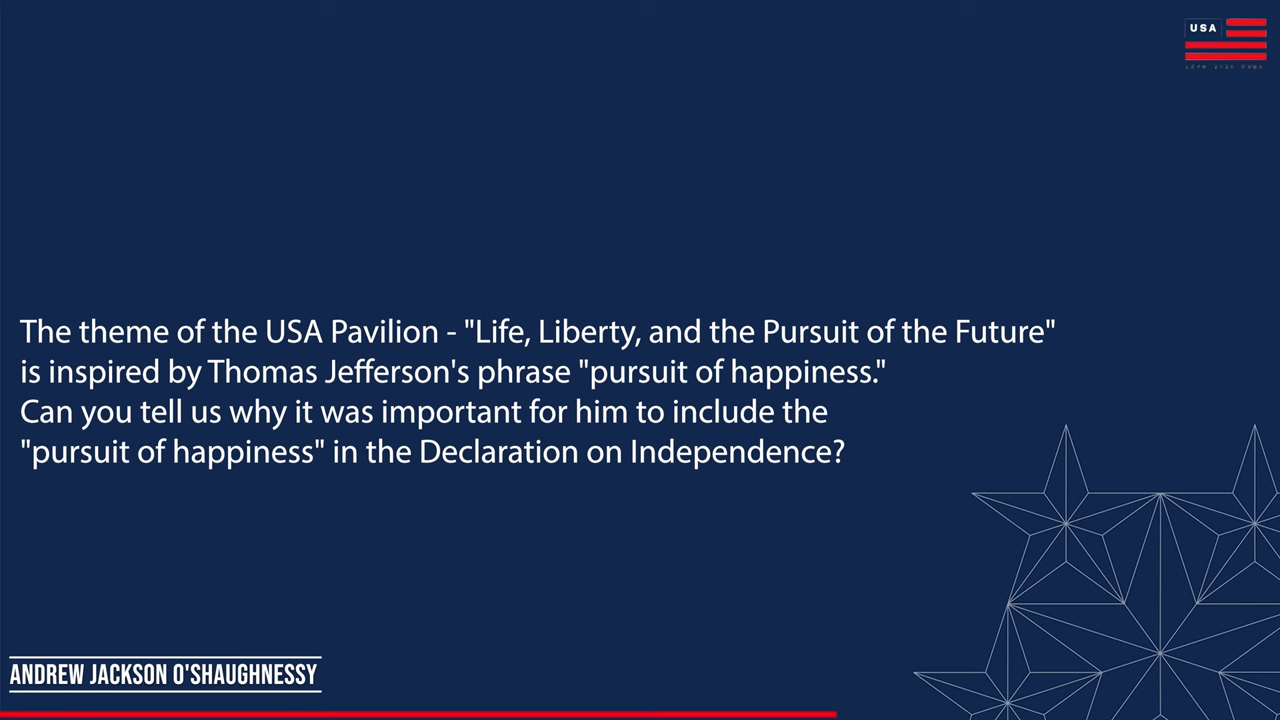 USA
The theme of the USA Pavilion - "Life, Liberty, and the Pursuit of the Future"
is inspired by Thomas Jefferson's phrase "pursuit of happiness."
Can you tell us why it was important for him to include the
"pursuit of happiness" in the Declaration on Independence?
ANDREW JACKSON O'SHAUGHNESSY